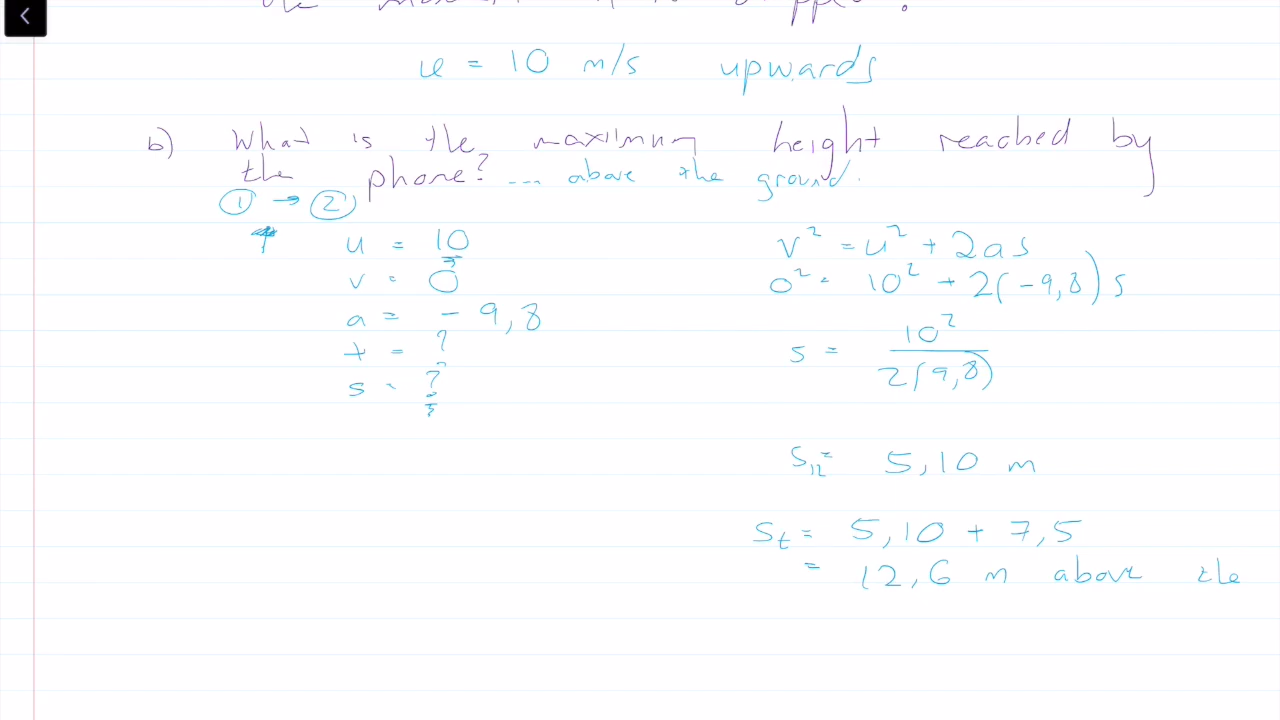 the
u = 10 m/s upwards
b) What is the maximum height reached by
the phone? ... above the ground.
① → ②
↑ u = 10
v = 0
a = - 9,8
t = ?
s = ?
v² = u² + 2as
0² = 10² + 2(-9,8)s
s = 10² / 2(9,8)
S₁₂ = 5,10 m
Sₜ = 5,10 + 7,5
= 12,6 m above the